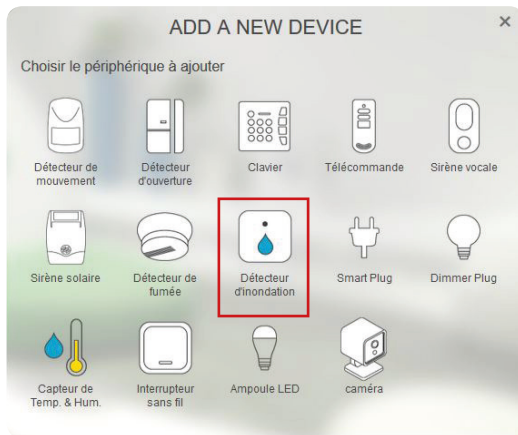 ADD A NEW DEVICE
×
Choisir le périphérique à ajouter
Détecteur de
mouvement
Détecteur
d'ouverture
Clavier
Télécommande
Sirène vocale
Sirène solaire
Détecteur de
fumée
Détecteur
d'inondation
Smart Plug
Dimmer Plug
Capteur de
Temp. & Hum.
Interrupteur
sans fil
Ampoule LED
caméra